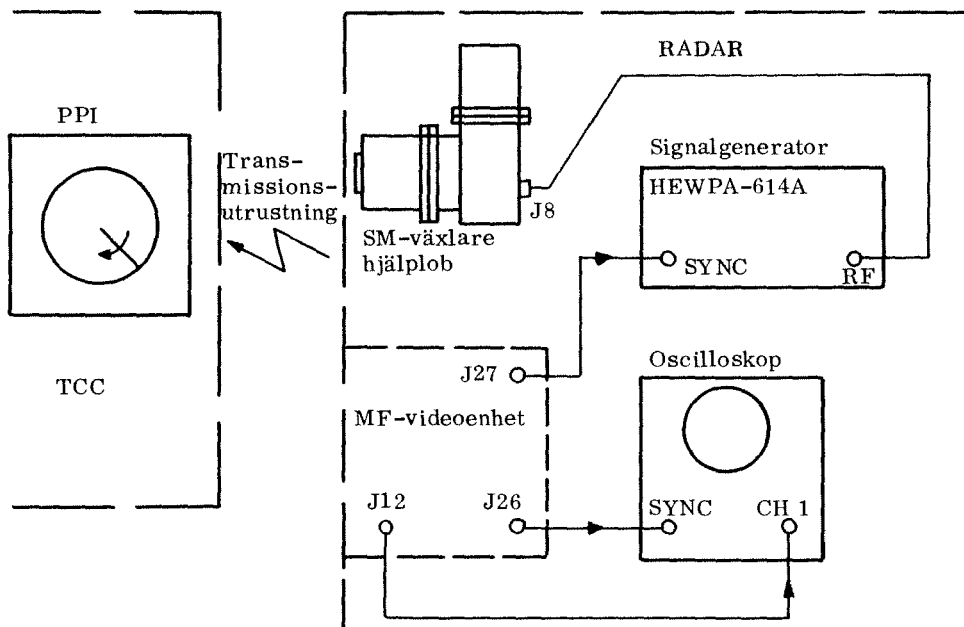 RADAR
PPI
Trans-
missions-
utrustning
J8
SM-växlare
hjälplob
Signalgenerator
HEWPA-614A
SYNC
RF
TCC
J27
MF-videoenhet
J12
J26
Oscilloskop
SYNC
CH 1